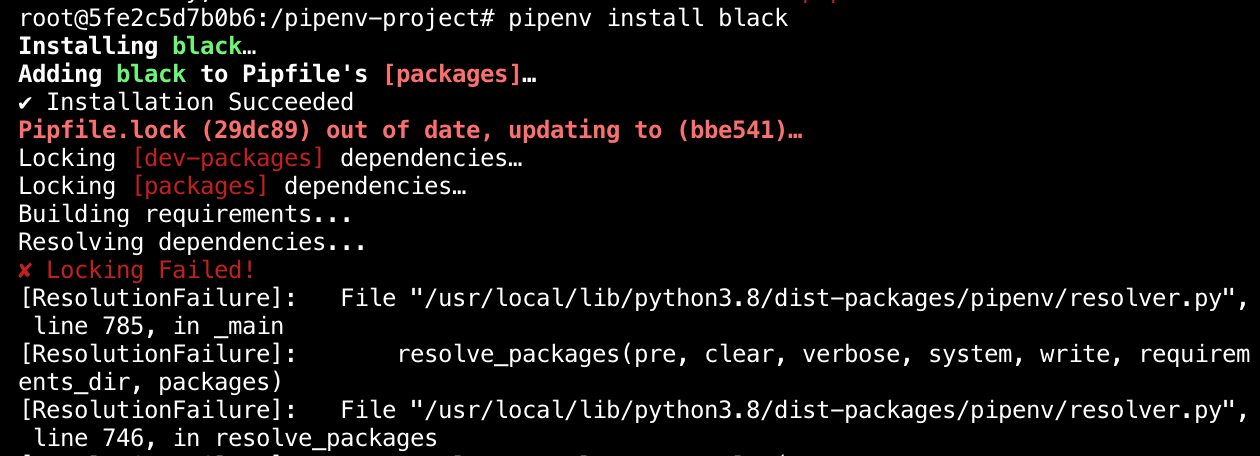 root@5fe2c5d7b0b6:/pipenv-project# pipenv install black
Installing black…
Adding black to Pipfile's [packages]…
✔ Installation Succeeded
Pipfile.lock (29dc89) out of date, updating to (bbe541)…
Locking [dev-packages] dependencies…
Locking [packages] dependencies…
Building requirements...
Resolving dependencies...
✘ Locking Failed!
[ResolutionFailure]:   File "/usr/local/lib/python3.8/dist-packages/pipenv/resolver.py",
 line 785, in _main
[ResolutionFailure]:       resolve_packages(pre, clear, verbose, system, write, requirem
ents_dir, packages)
[ResolutionFailure]:   File "/usr/local/lib/python3.8/dist-packages/pipenv/resolver.py",
 line 746, in resolve_packages